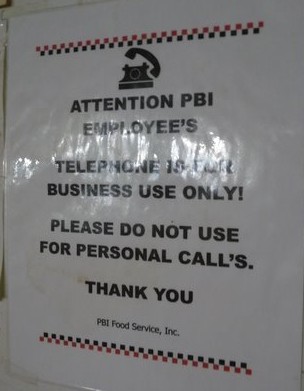 ATTENTION PBI
EMPLOYEE'S
TELEPHONE IS FOR
BUSINESS USE ONLY!
PLEASE DO NOT USE
FOR PERSONAL CALL'S.
THANK YOU
PBI Food Service, Inc.